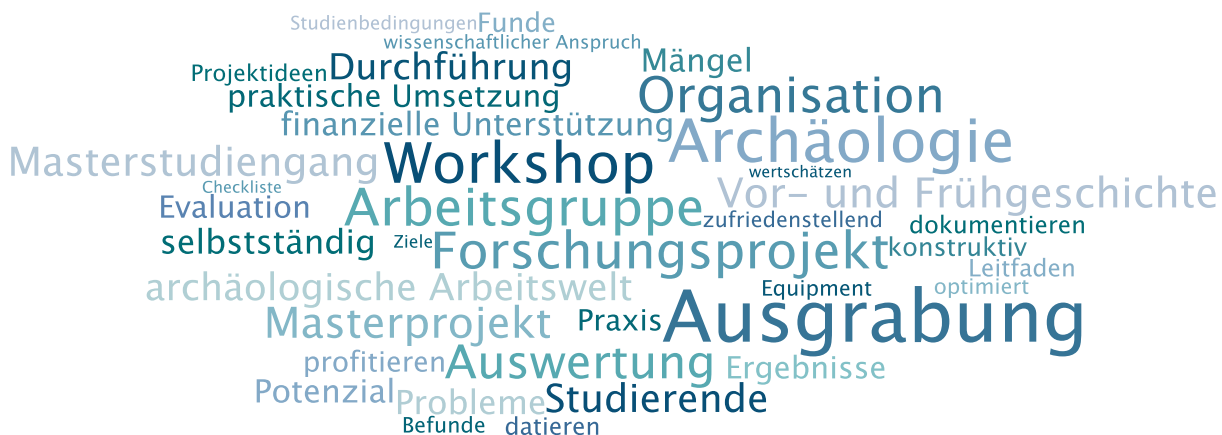 Studienbedingungen
Funde
wissenschaftlicher Anspruch
Projektideen
Durchführung
Mängel
praktische Umsetzung
Organisation
finanzielle Unterstützung
Archäologie
Masterstudiengang
Workshop
wertschätzen
Checkliste
Vor- und Frühgeschichte
Evaluation
Arbeitsgruppe
zufriedenstellend
dokumentieren
selbstständig
Ziele
Forschungsprojekt
konstruktiv
Leitfaden
archäologische Arbeitswelt
Equipment
optimiert
Masterprojekt
Praxis
Ausgrabung
profitieren
Auswertung
Ergebnisse
Potenzial
Probleme
Studierende
Befunde
datieren